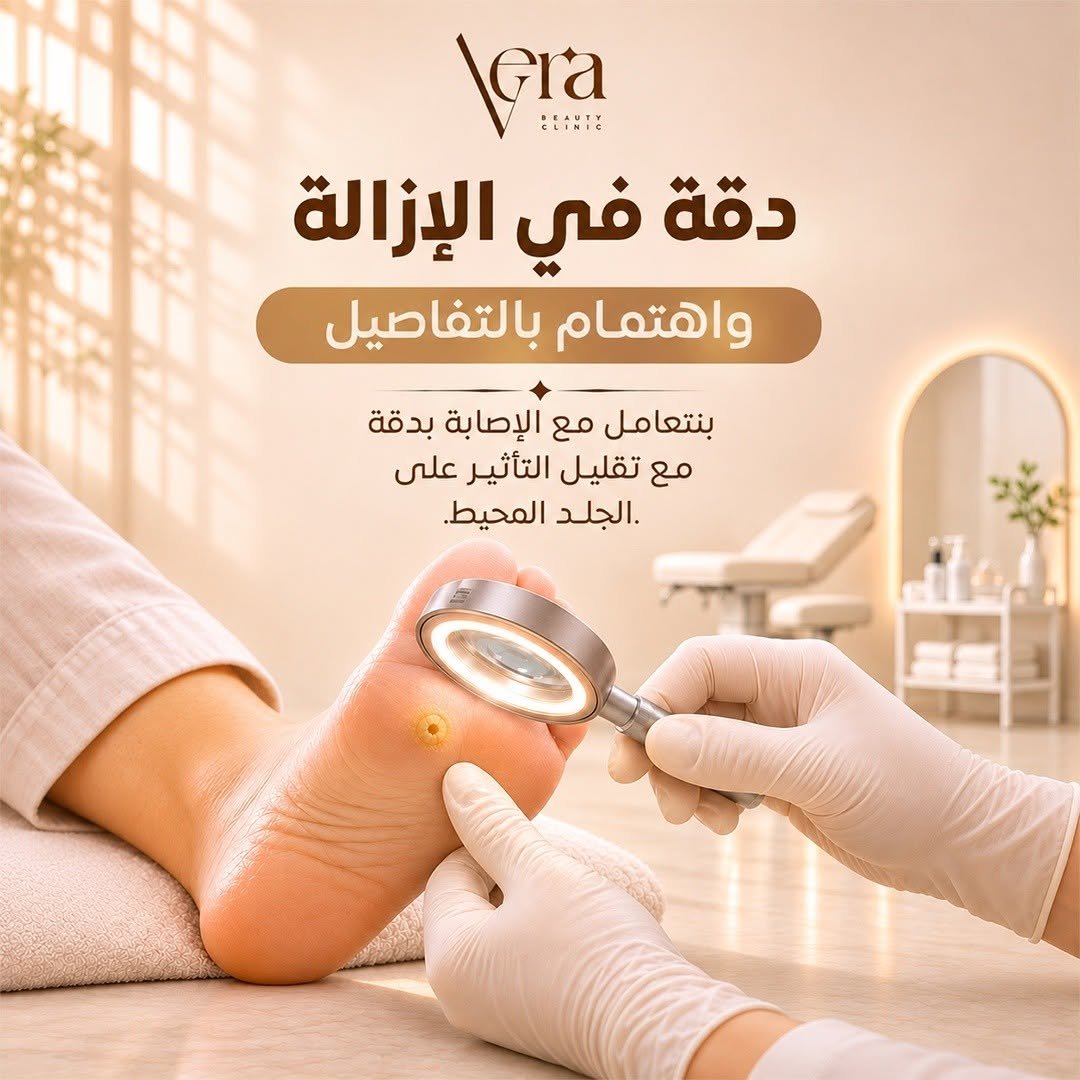 Vera
BEAUTY
CLINIC
دقة في الإزالة
واهتمام بالتفاصيل
بنتعامل مع الإصابة بدقة
مع تقليل التأثير على
.الجلد المحيط.